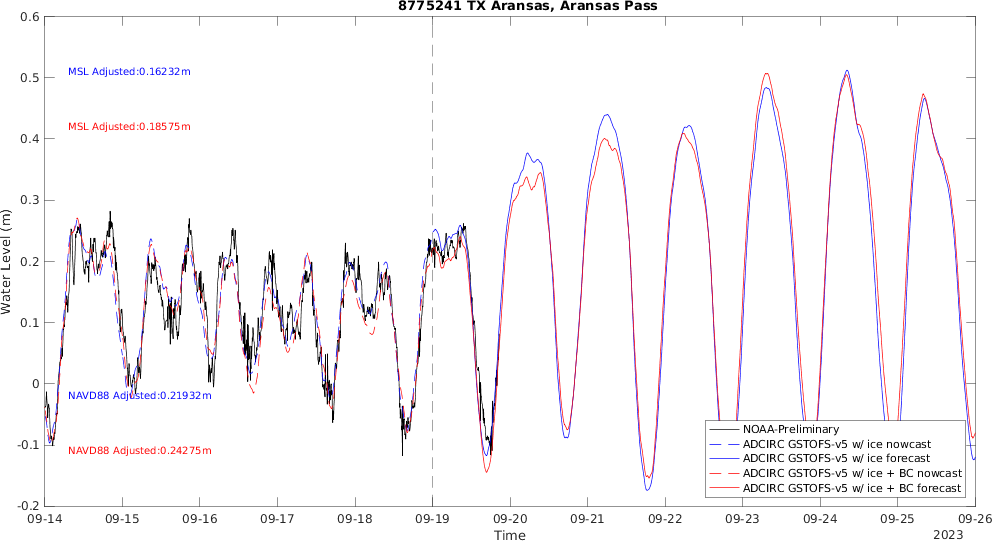 8775241 TX Aransas, Aransas Pass
0.6
0.5
0.4
0.3
0.2
0.1
0
-0.1
-0.2
Water Level (m)
MSL Adjusted:0.16232m
MSL Adjusted:0.18575m
NAVD88 Adjusted:0.21932m
NAVD88 Adjusted:0.24275m
NOAA-Preliminary
ADCIRC GSTOFS-v5 w/ ice nowcast
ADCIRC GSTOFS-v5 w/ ice forecast
ADCIRC GSTOFS-v5 w/ ice + BC nowcast
ADCIRC GSTOFS-v5 w/ ice + BC forecast
09-14 09-15 09-16 09-17 09-18 09-19 09-20 09-21 09-22 09-23 09-24 09-25 09-26
Time
2023